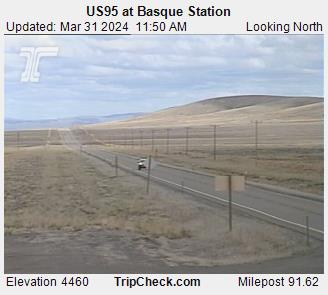 US95 at Basque Station
Updated: Mar 31 2024 11:50 AM Looking North
Elevation 4460 TripCheck.com Milepost 91.62